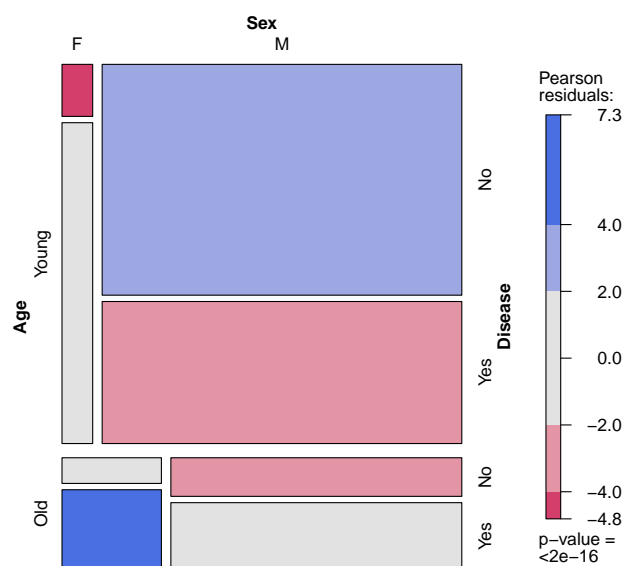 Sex
F M
Age
Young
Old
No
Yes
No
Yes
Disease
Pearson
residuals:
7.3
4.0
2.0
0.0
−2.0
−4.0
−4.8
p−value =
<2e−16